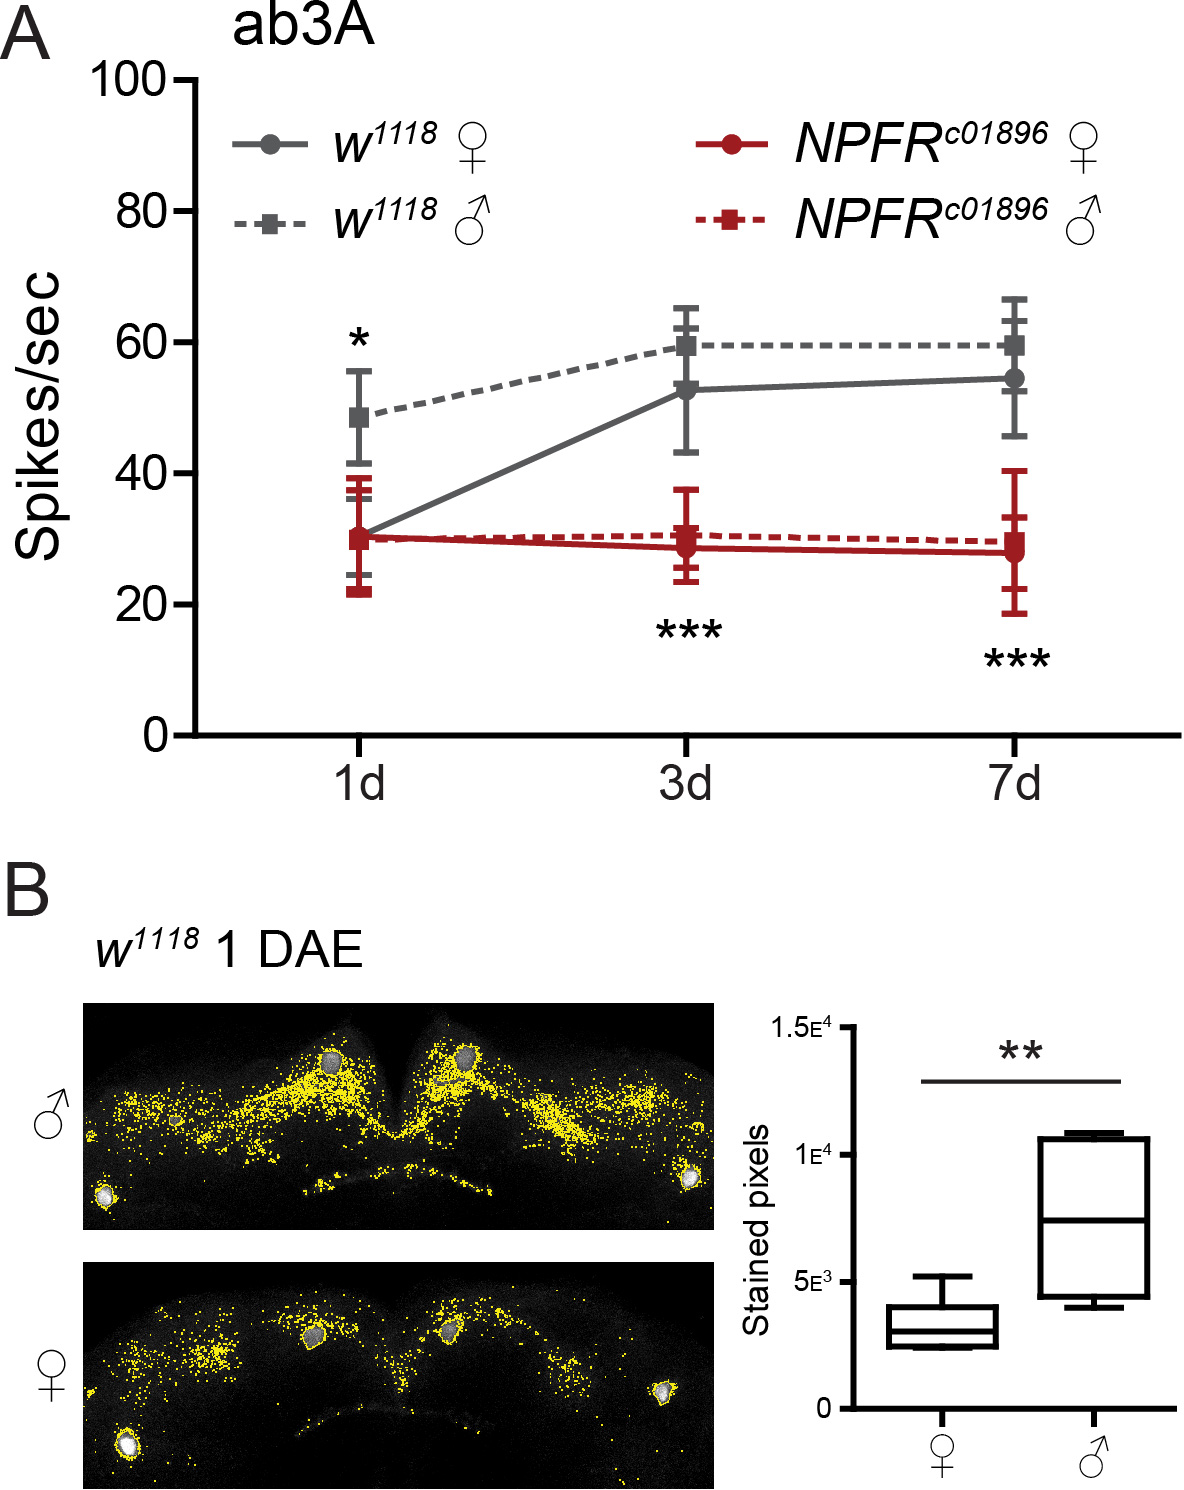 A
ab3A
100
80
60
40
20
0
Spikes/sec
w1118 ♀
w1118 ♂
NPFRc01896 ♀
NPFRc01896 ♂
*
***
***
1d 3d 7d
B
w1118 1 DAE
♂
♀
1.5E4
1E4
5E3
0
Stained pixels
**
♀ ♂